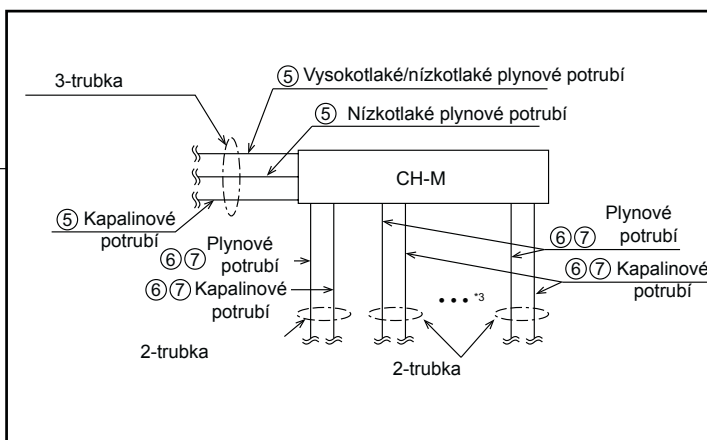 ⑤ Vysokotlaké/nízkotlaké plynové potrubí
3-trubka
⑤ Nízkotlaké plynové potrubí
CH-M
⑤ Kapalinové
potrubí
⑥⑦ Plynové
potrubí
⑥⑦ Kapalinové
potrubí
⑥⑦ Plynové
potrubí
⑥⑦ Kapalinové
potrubí
••• *3
2-trubka
2-trubka